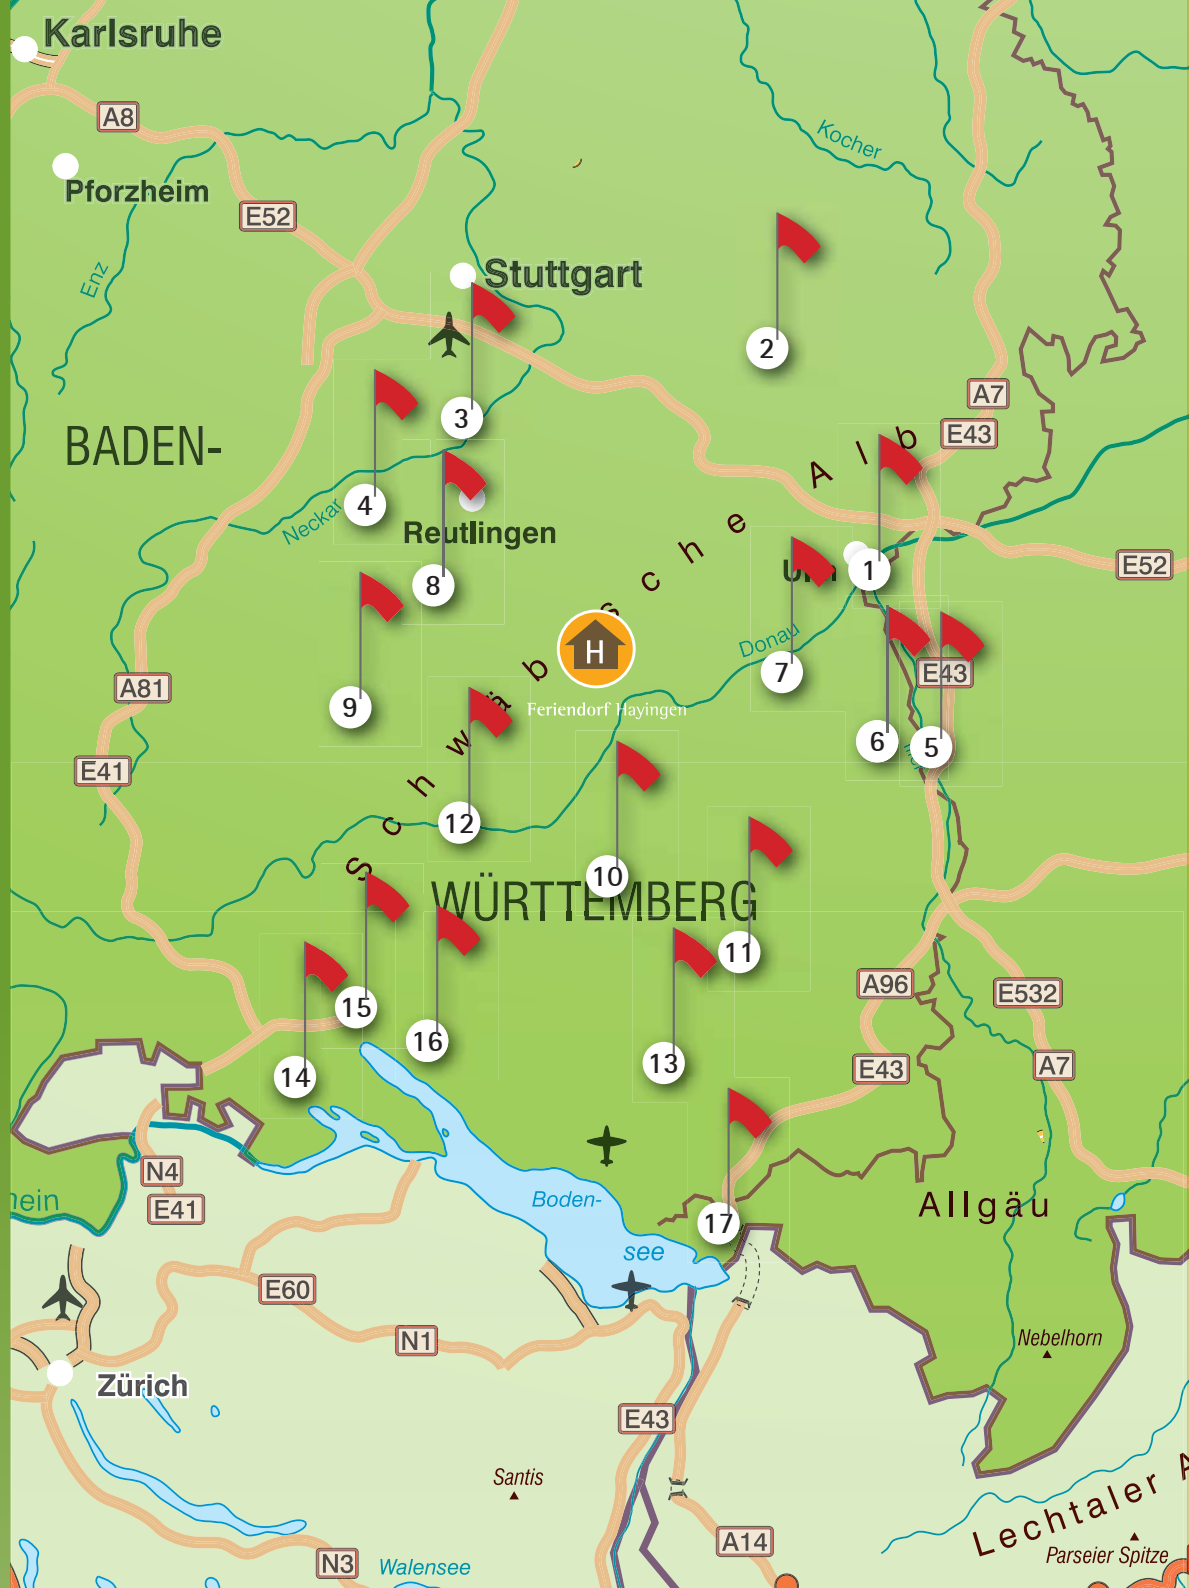 Karlsruhe
A8
Kocher
Pforzheim
E52
Enz
Stuttgart
2
A7
3
E43
BADEN-
Schwäbische Alb
4
Neckar
Reutlingen
E52
Ulm
1
8
H
Donau
7
E43
A81
9
Feriendorf Hayingen
6
5
E41
12
10
WÜRTTEMBERG
11
A96
E532
15
16
13
14
E43
A7
N4
E41
Boden-
see
17
Allgäu
E60
N1
Nebelhorn
Zürich
E43
Santis
Lechtaler
A14
Parseier Spitze
N3
Walensee